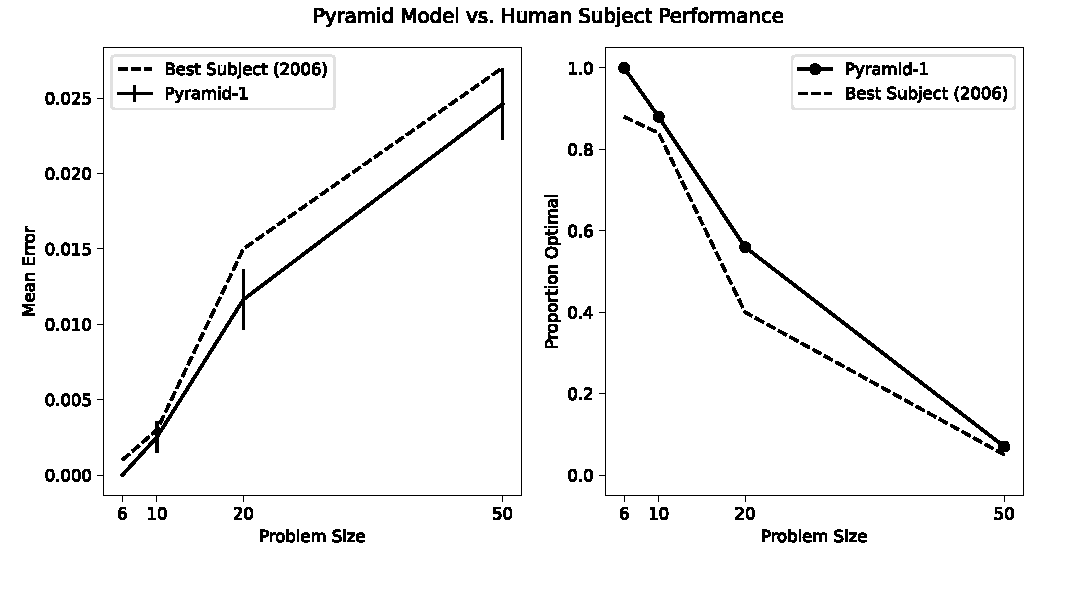 Pyramid Model vs. Human Subject Performance
Best Subject (2006)
Pyramid-1
0.025
0.020
0.015
0.010
0.005
0.000
Mean Error
6 10 20 50
Problem Size
Pyramid-1
Best Subject (2006)
1.0
0.8
0.6
0.4
0.2
0.0
Proportion Optimal
6 10 20 50
Problem Size